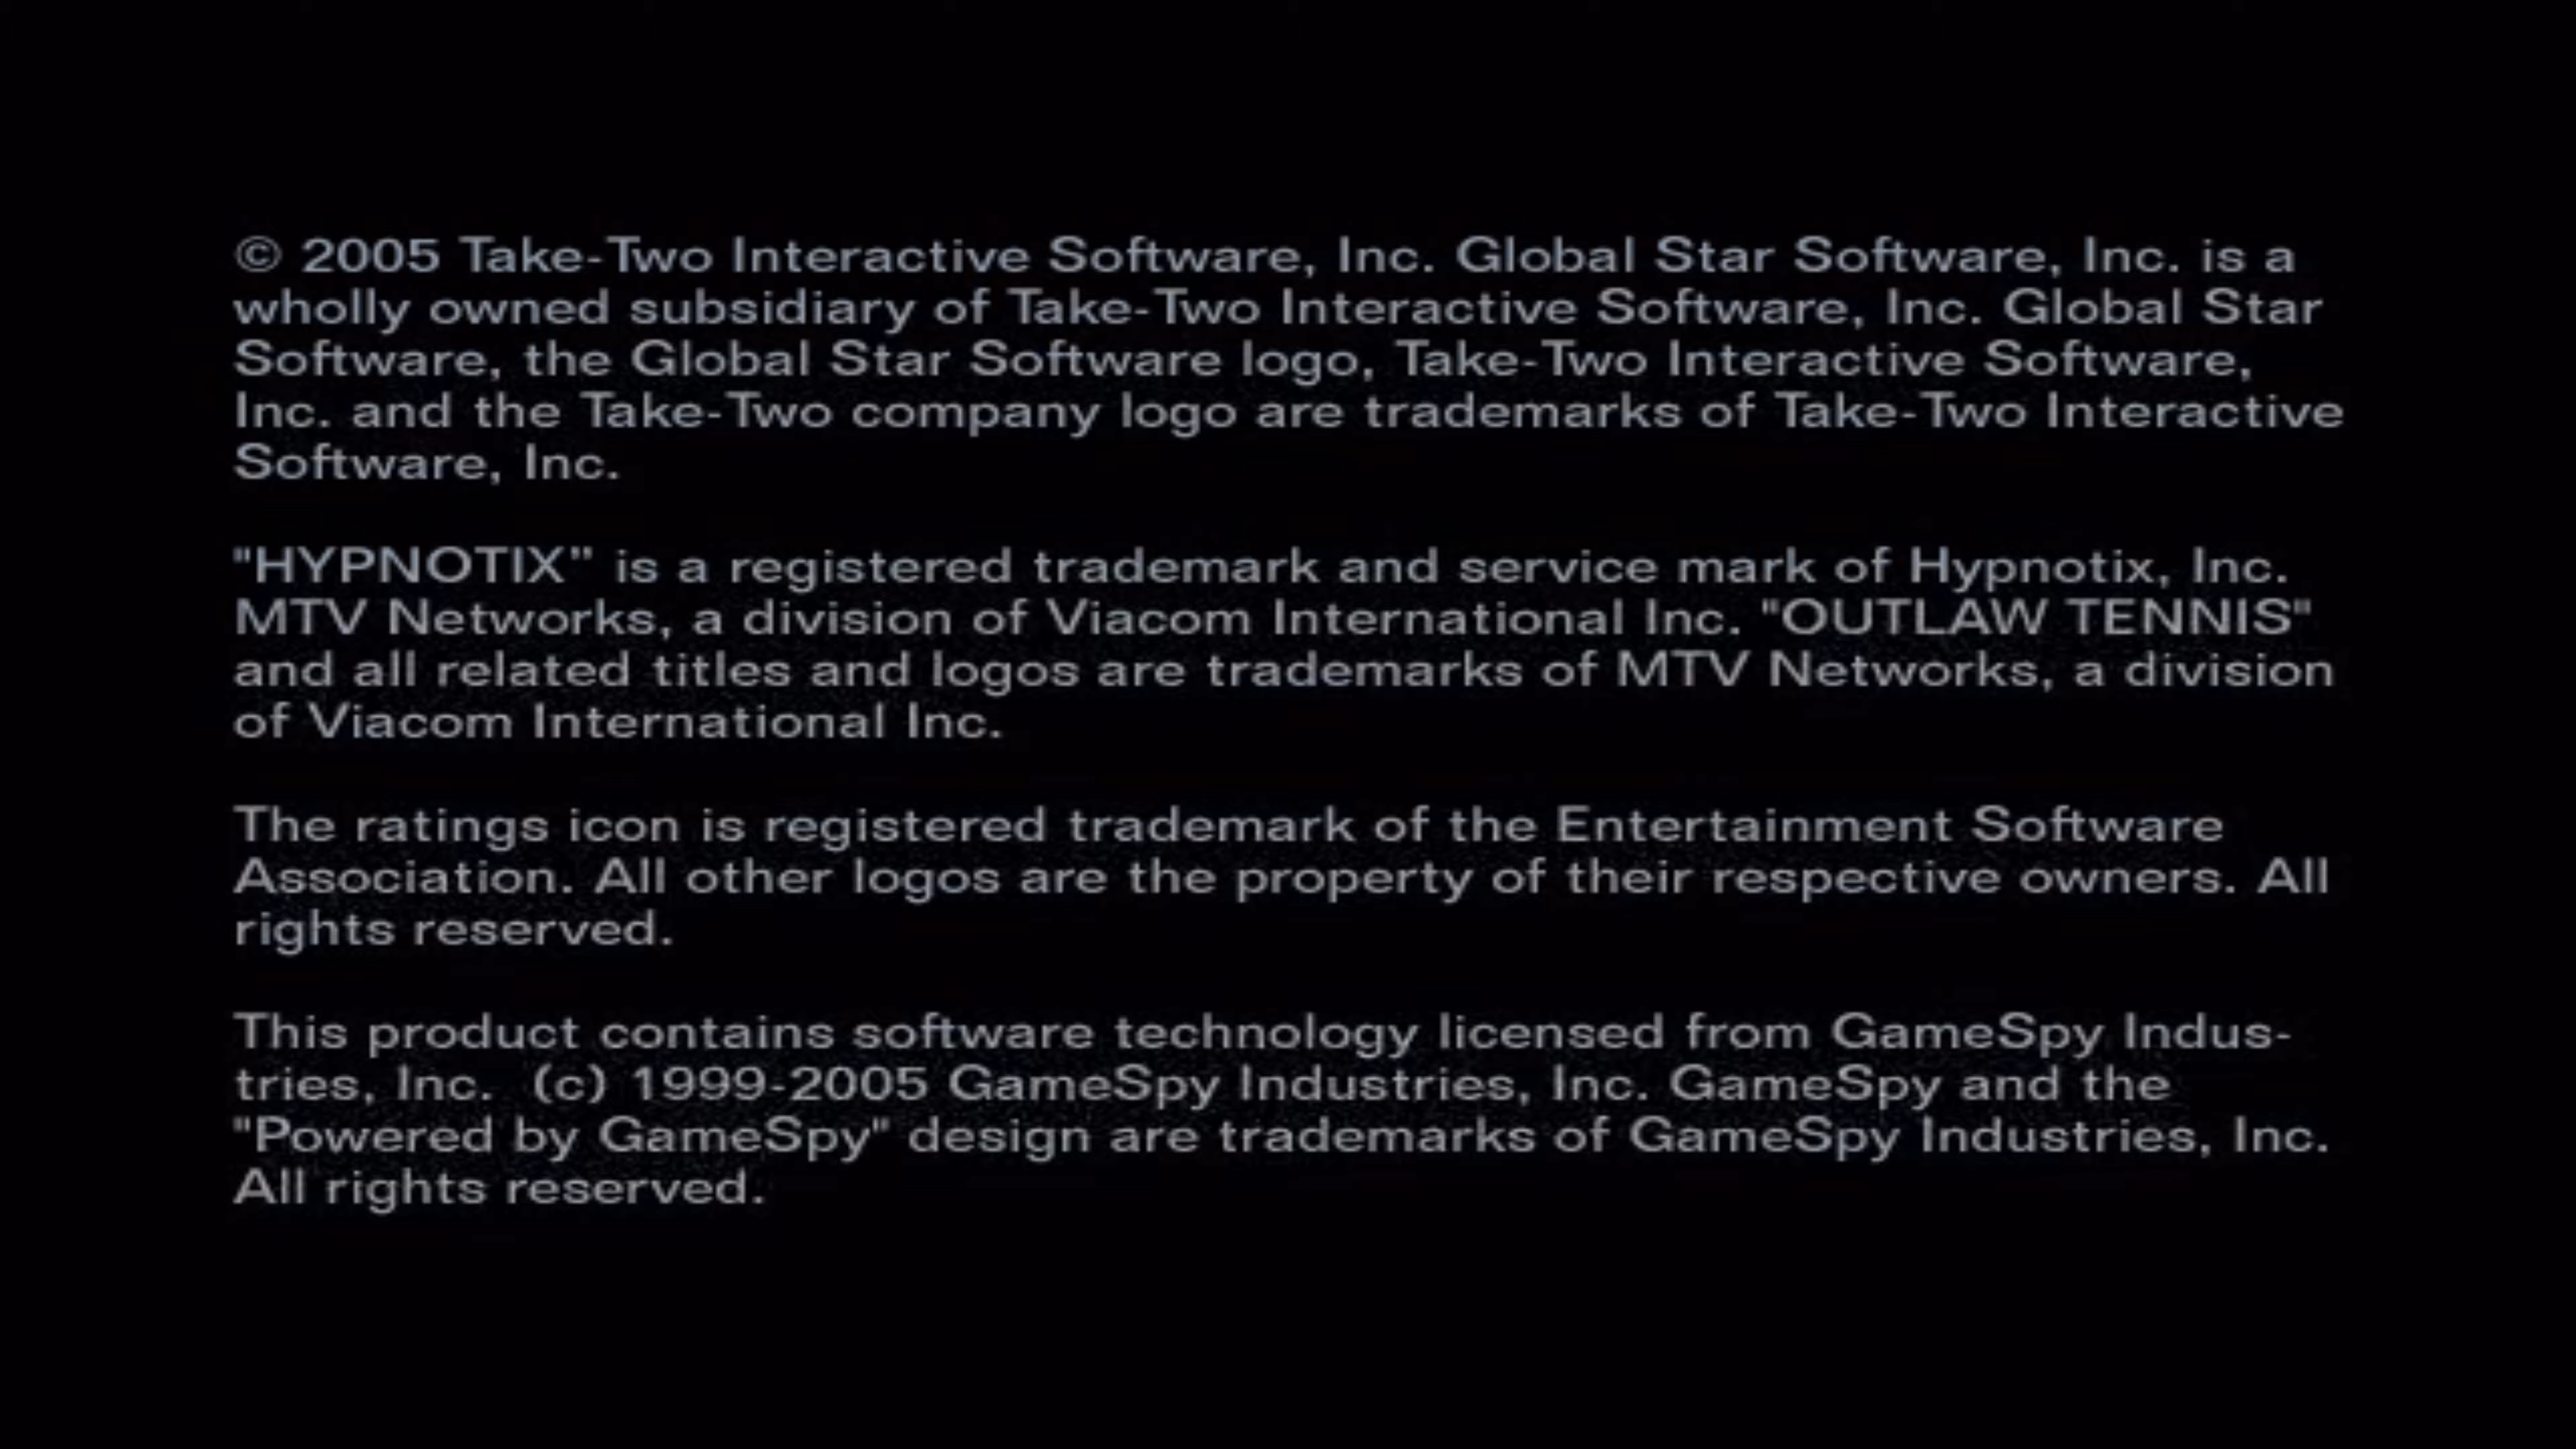 © 2005 Take-Two Interactive Software, Inc. Global Star Software, Inc. is a
wholly owned subsidiary of Take-Two Interactive Software, Inc. Global Star
Software, the Global Star Software logo, Take-Two Interactive Software,
Inc. and the Take-Two company logo are trademarks of Take-Two Interactive
Software, Inc.
"HYPNOTIX" is a registered trademark and service mark of Hypnotix, Inc.
MTV Networks, a division of Viacom International Inc. "OUTLAW TENNIS"
and all related titles and logos are trademarks of MTV Networks, a division
of Viacom International Inc.
The ratings icon is registered trademark of the Entertainment Software
Association. All other logos are the property of their respective owners. All
rights reserved.
This product contains software technology licensed from GameSpy Indus-
tries, Inc.  (c) 1999-2005 GameSpy Industries, Inc. GameSpy and the
"Powered by GameSpy" design are trademarks of GameSpy Industries, Inc.
All rights reserved.